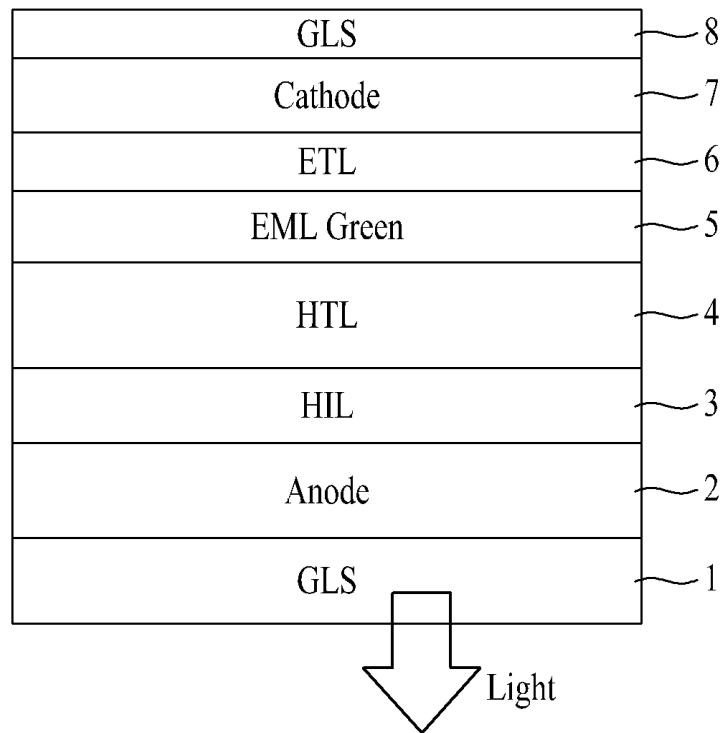 GLS 8
Cathode 7
ETL 6
EML Green 5
HTL 4
HIL 3
Anode 2
GLS 1
Light